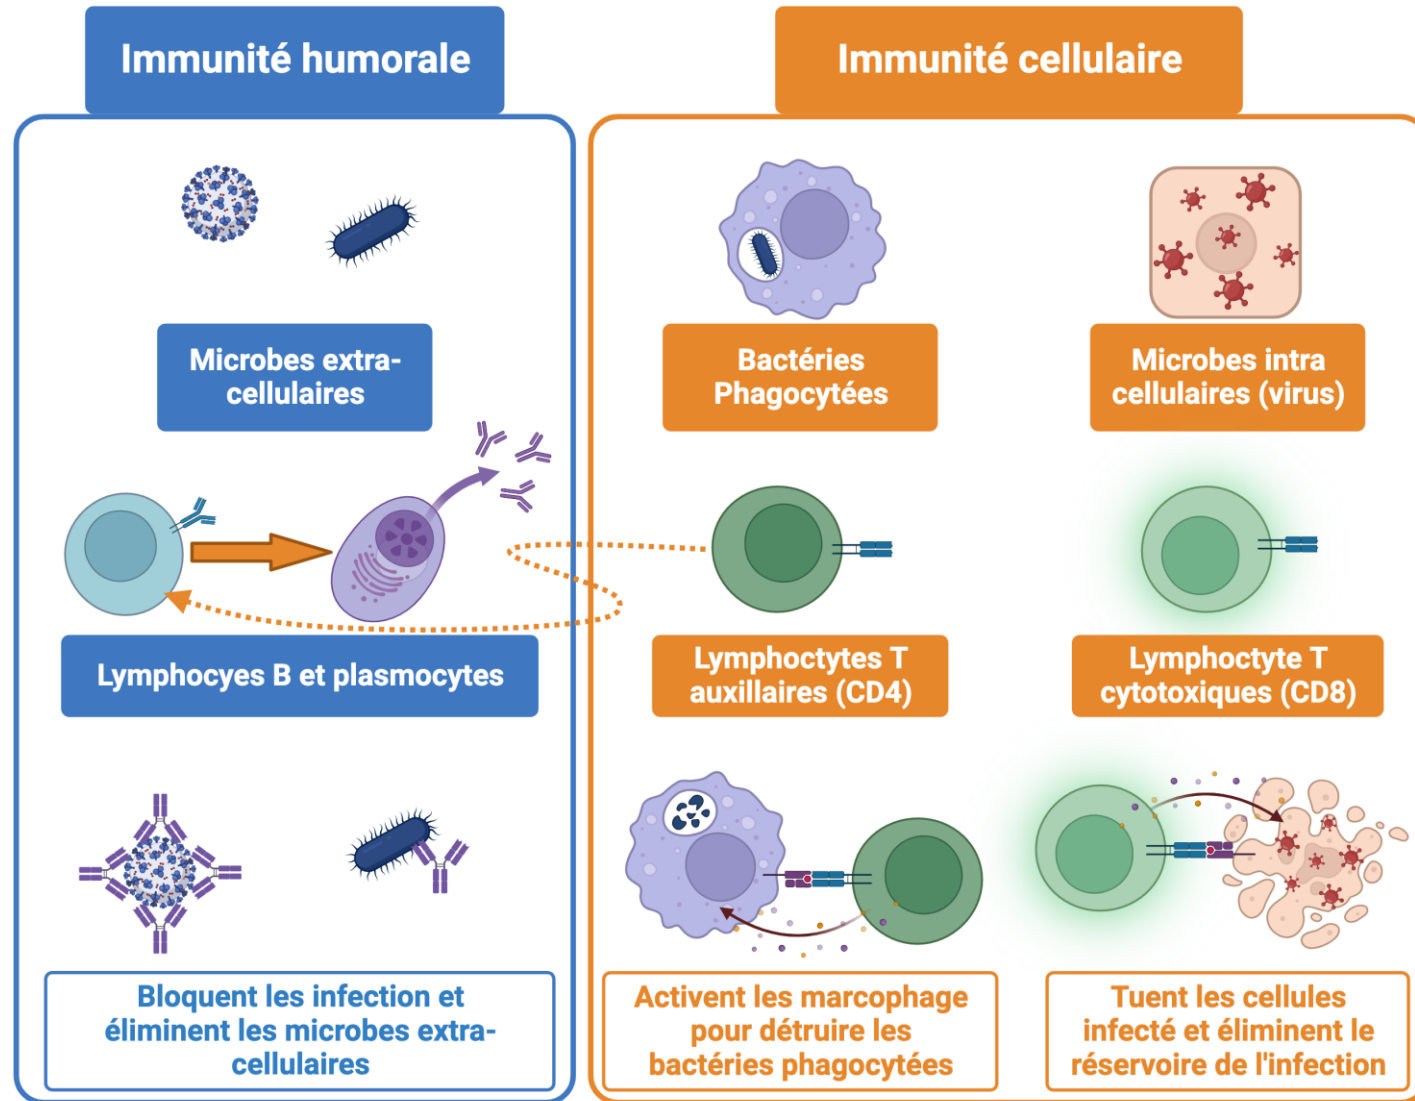 Immunité humorale
Immunité cellulaire
Microbes extra-
cellulaires
Bactéries
Phagocytées
Microbes intra
cellulaires (virus)
Lymphocyes B et plasmocytes
Lymphoctytes T
auxillaires (CD4)
Lymphoctyte T
cytotoxiques (CD8)
Bloquent les infection et
éliminent les microbes extra-
cellulaires
Activent les marcophage
pour détruire les
bactéries phagocytées
Tuent les cellules
infecté et éliminent le
réservoire de l'infection